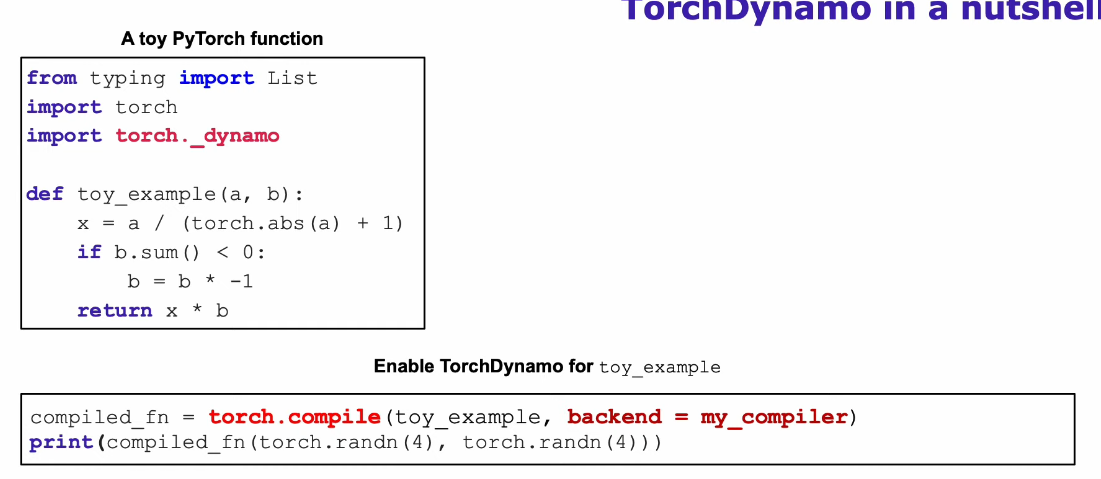 TorchDynamo in a nutshell
A toy PyTorch function
from typing import List
import torch
import torch._dynamo
def toy_example(a, b):
    x = a / (torch.abs(a) + 1)
    if b.sum() < 0:
        b = b * -1
    return x * b
Enable TorchDynamo for toy_example
compiled_fn = torch.compile(toy_example, backend = my_compiler)
print(compiled_fn(torch.randn(4), torch.randn(4)))